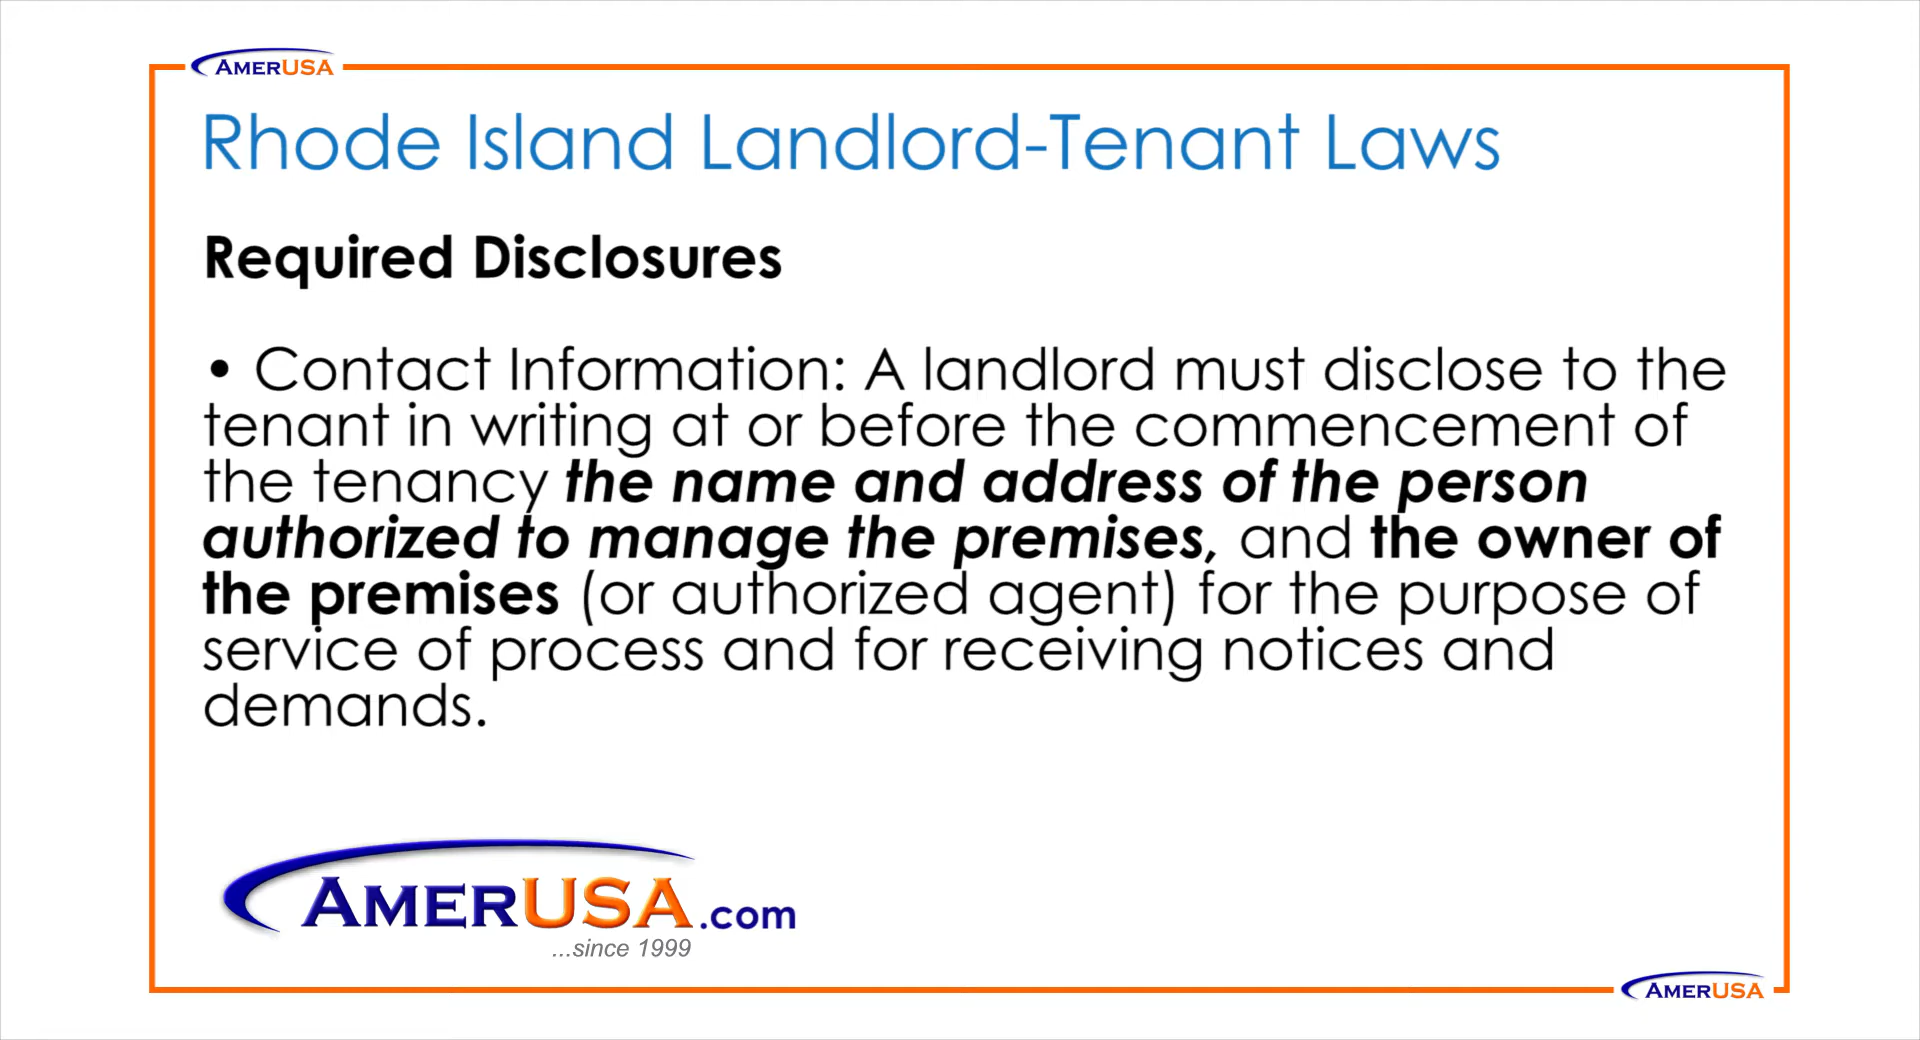 AMERUSA
Rhode Island Landlord-Tenant Laws
Required Disclosures
• Contact Information: A landlord must disclose to the
tenant in writing at or before the commencement of
the tenancy the name and address of the person
authorized to manage the premises, and the owner of
the premises (or authorized agent) for the purpose of
service of process and for receiving notices and
demands.
AMERUSA.com
...since 1999
AMERUSA